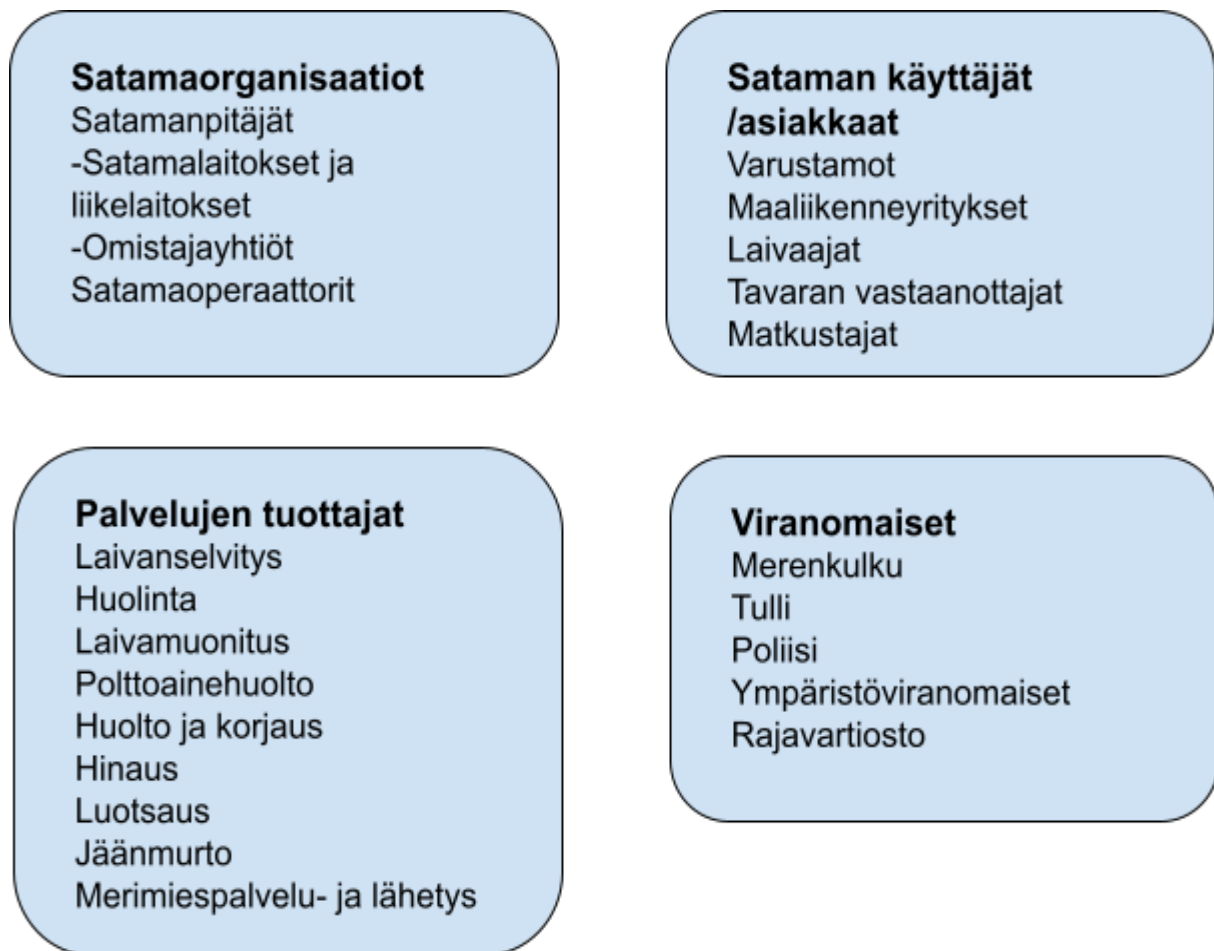 Satamaorganisaatiot
Satamanpitäjät
-Satamalaitokset ja
liikelaitokset
-Omistajayhtiöt
Satamaoperaattorit
Sataman käyttäjät
/asiakkaat
Varustamot
Maaliikenneyritykset
Laivaajat
Tavaran vastaanottajat
Matkustajat
Palvelujen tuottajat
Laivanselvitys
Huolinta
Laivamuonitus
Polttoainehuolto
Huolto ja korjaus
Hinaus
Luotsaus
Jäänmurto
Merimiespalvelu- ja lähetys
Viranomaiset
Merenkulku
Tulli
Poliisi
Ympäristöviranomaiset
Rajavartiosto